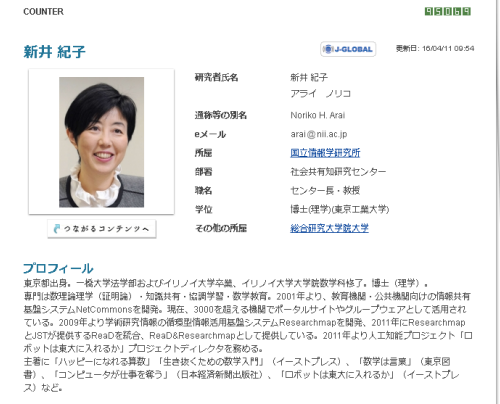 COUNTER
95069
新井 紀子
J-GLOBAL
更新日: 16/04/11 09:54
研究者氏名 新井 紀子
アライ ノリコ
通称等の別名 Noriko H. Arai
eメール arai@nii.ac.jp
所属 国立情報学研究所
部署 社会共有知研究センター
職名 センター長・教授
学位 博士(理学)(東京工業大学)
その他の所属 総合研究大学院大学
つながるコンテンツへ
プロフィール
東京都出身。一橋大学法学部およびイリノイ大学卒業、イリノイ大学大学院数学科修了。博士（理学）。
専門は数理論理学（証明論）・知識共有・協調学習・数学教育。2001年より、教育機関・公共機関向けの情報共有
基盤システムNetCommonsを開発。現在、3000を超える機関でポータルサイトやグループウェアとして活用され
ている。2009年より学術研究情報の循環型情報活用基盤システムResearchmapを開発、2011年にResearchmap
とJSTが提供するReaDを統合、ReaD&Researchmapとして提供している。2011年より人工知能プロジェクト「ロ
ボットは東大に入れるか」プロジェクトディレクタを務める。
主著に「ハッピーになれる算数」「生き抜くための数学入門」（イーストプレス）、「数学は言葉」（東京図
書）、「コンピュータが仕事を奪う」（日本経済新聞出版社）、「ロボットは東大に入れるか」（イーストプレ
ス）など。